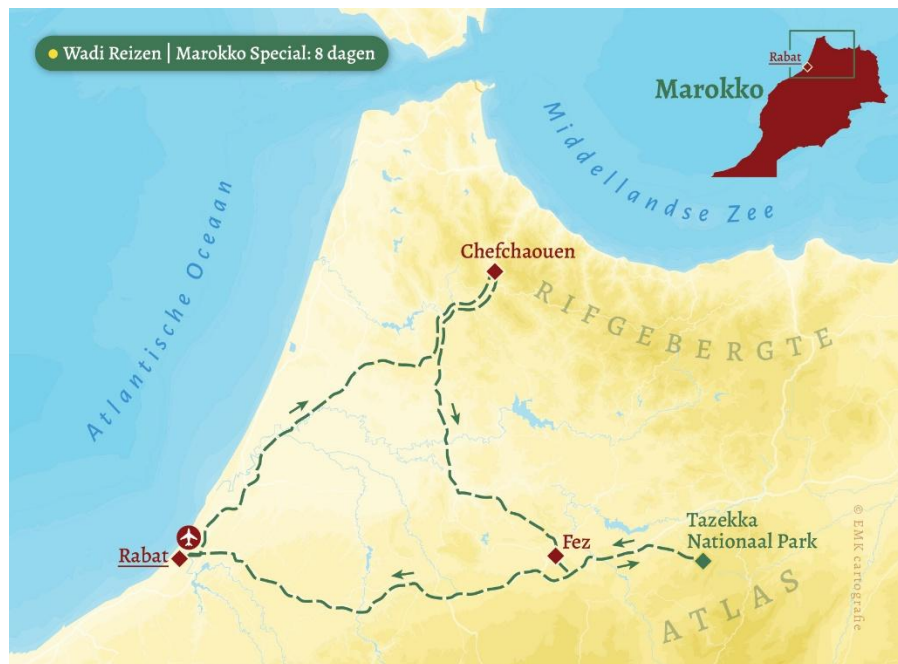 Wadi Reizen | Marokko Special: 8 dagen
Rabat
Marokko
Middellandse Zee
Atlantische Oceaan
Chefchaouen
RIFGEBERGTE
Tazekka
Nationaal Park
Fez
Rabat
ATLAS
© EMK cartografie